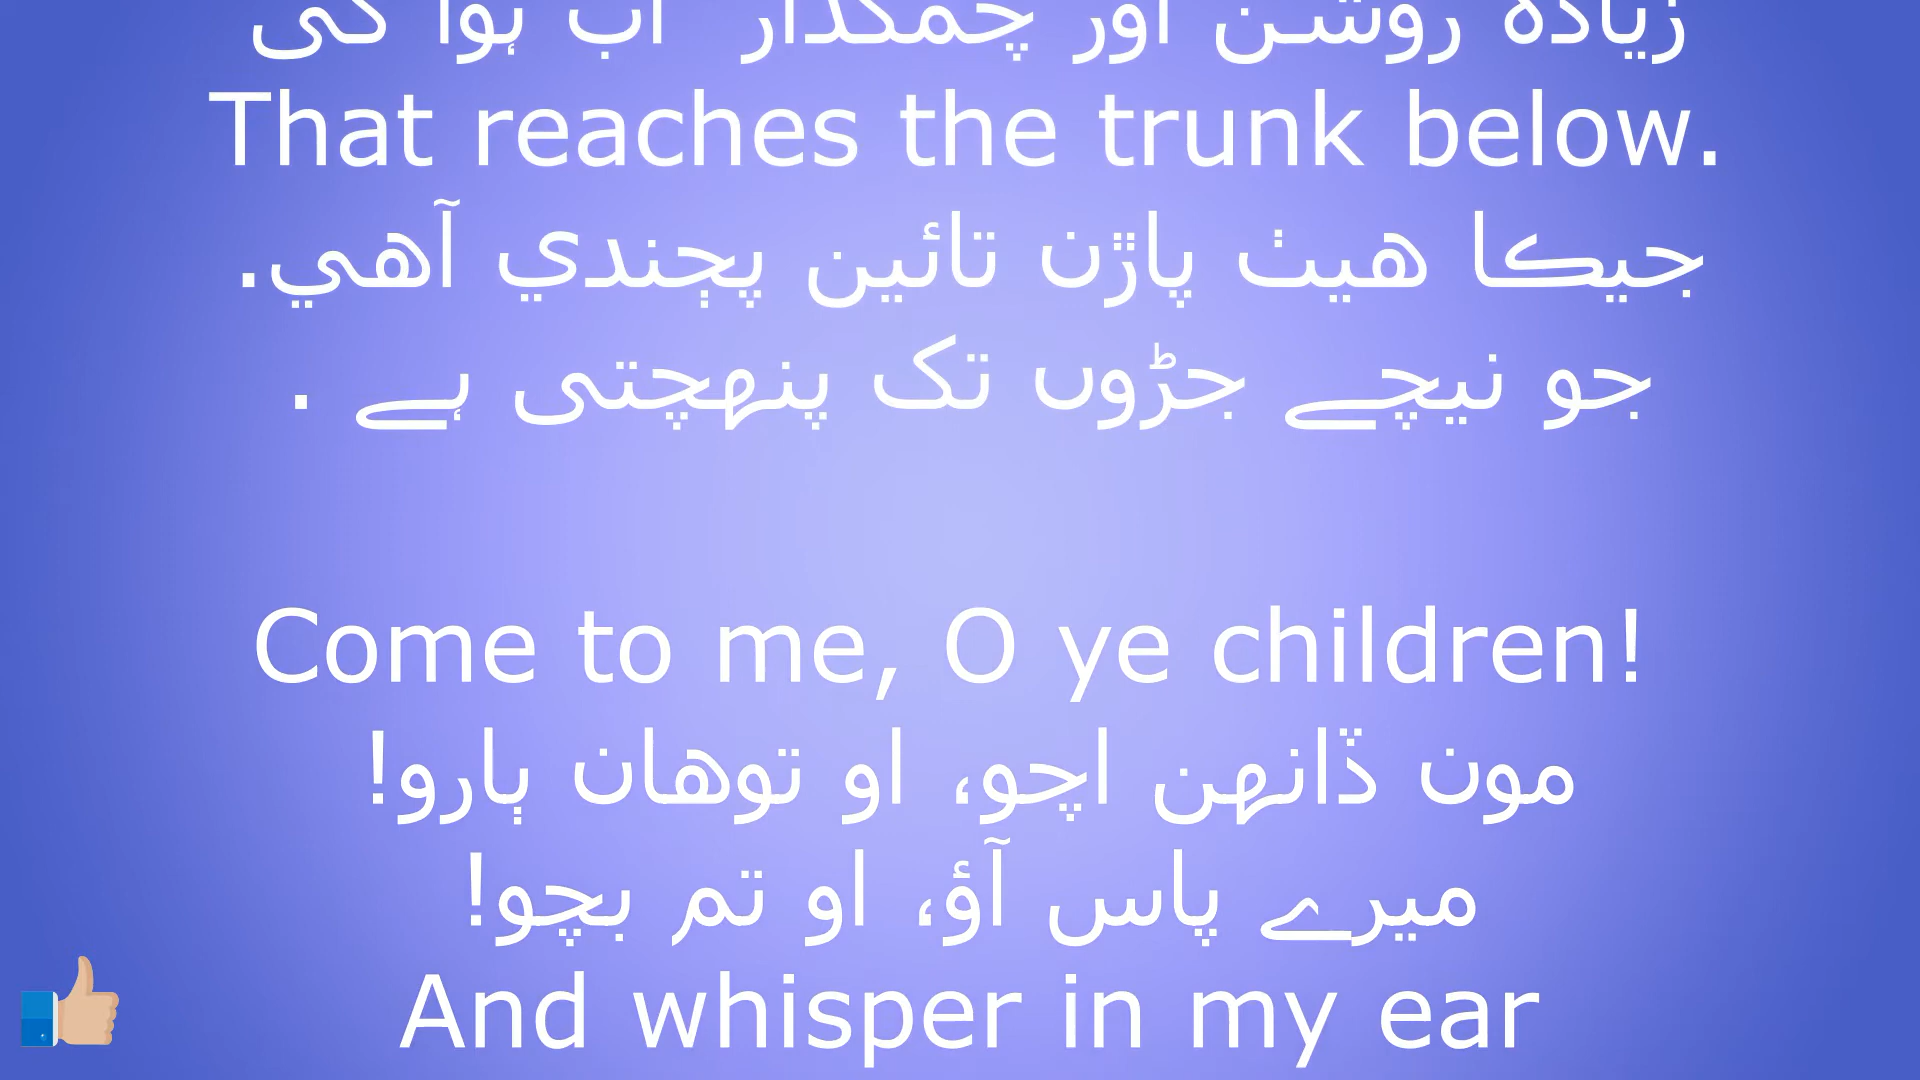 زیادہ روشن اور چمکدار آب ہوا کی
That reaches the trunk below.
جيڪا هيٺ پاڙن تائين پڄندي آهي.
جو نیچے جڑوں تک پنهچتی ہے .
Come to me, O ye children!
مون ڏانهن اچو، او توهان ٻارو!
میرے پاس آؤ، او تم بچو!
And whisper in my ear